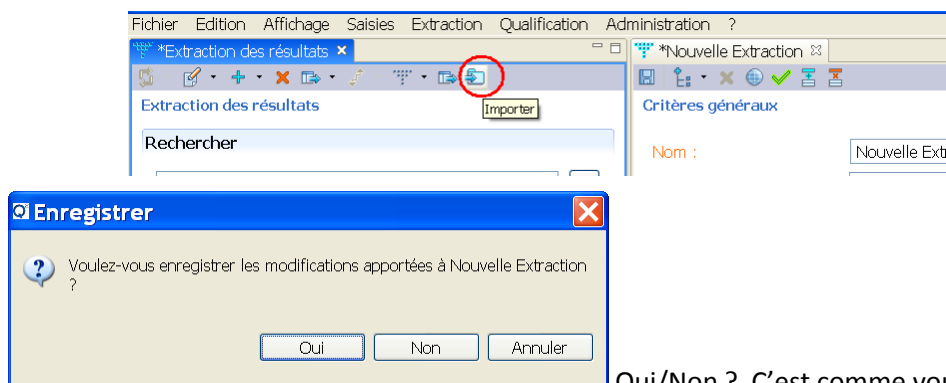 Fichier Edition Affichage Saisies Extraction Qualification Administration ?
*Extraction des résultats *Nouvelle Extraction
Importer
Extraction des résultats Critères généraux
Rechercher
Nom : Nouvelle Extr
Enregistrer
Voulez-vous enregistrer les modifications apportées à Nouvelle Extraction
?
Oui Non Annuler
Oui/Non ? C'est comme vou